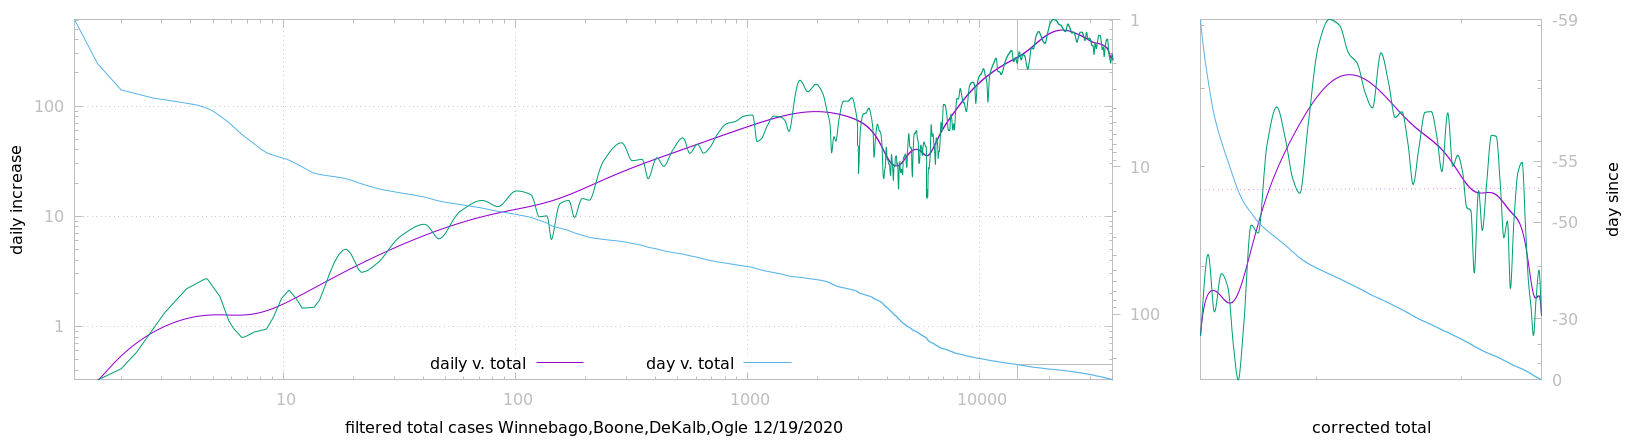 daily increase
100
10
1
10
100
1000
10000
1
10
100
daily v. total
day v. total
filtered total cases Winnebago,Boone,DeKalb,Ogle 12/19/2020
-59
-55
-50
-30
0
day since
corrected total